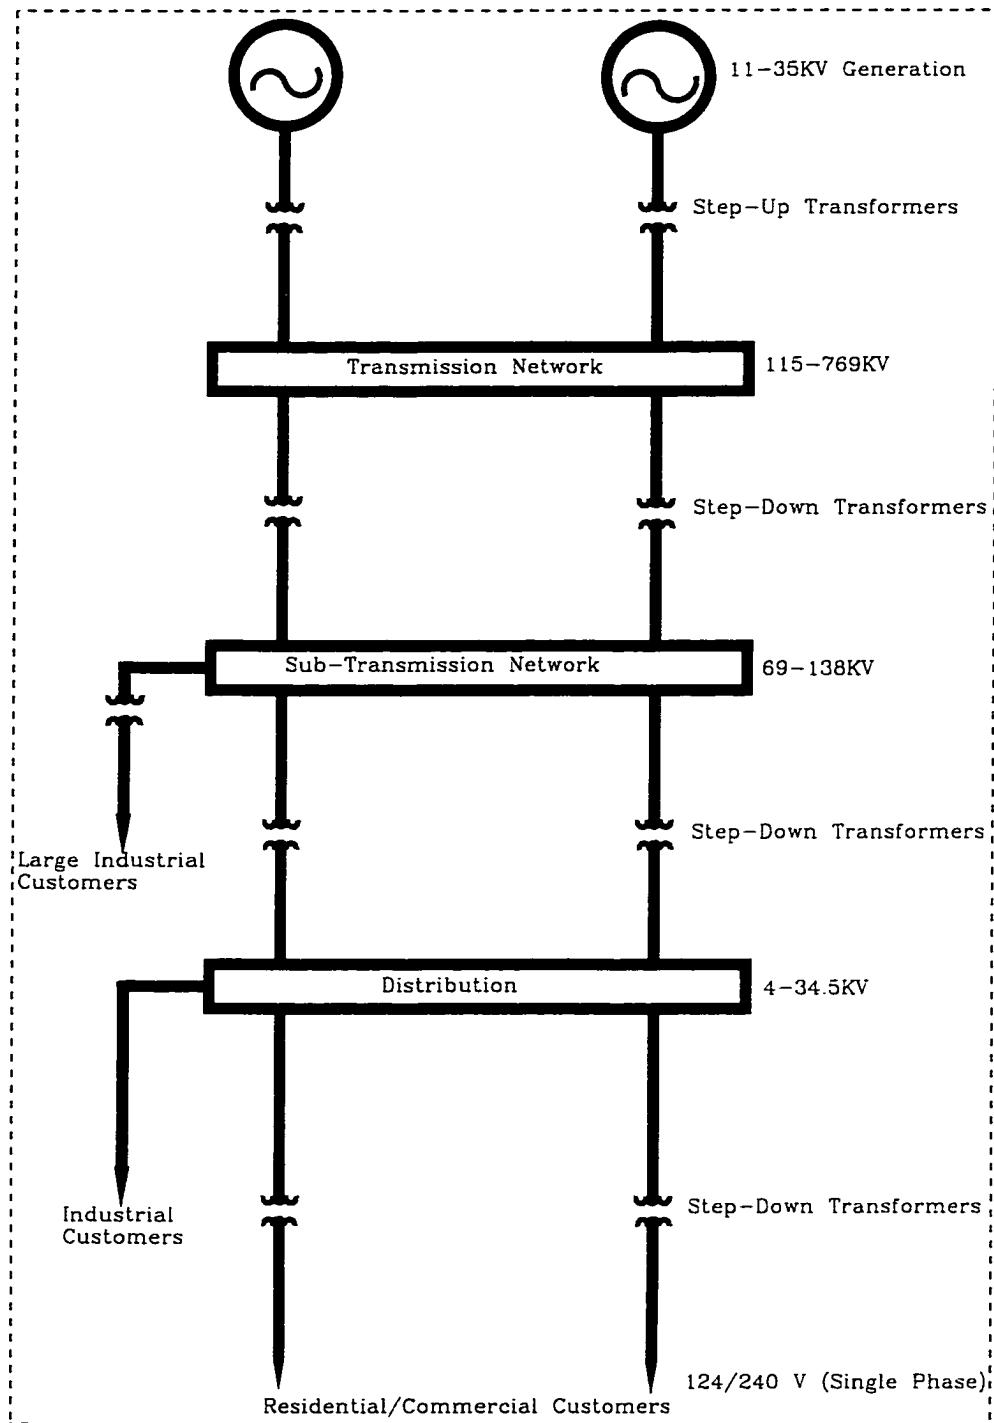 11-35KV Generation
Step-Up Transformers
Transmission Network
115-769KV
Step-Down Transformers
Sub-Transmission Network
69-138KV
Step-Down Transformers
Large Industrial
Customers
Distribution
4-34.5KV
Industrial
Customers
Step-Down Transformers
124/240 V (Single Phase)
Residential/Commercial Customers